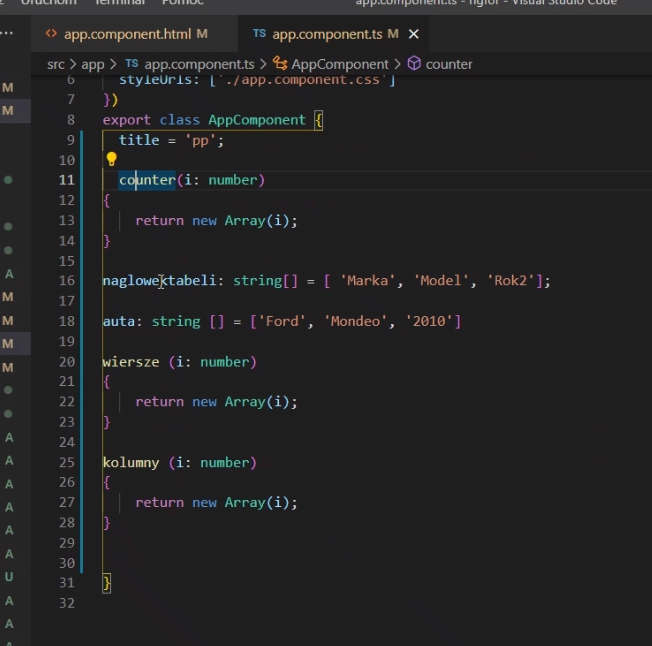 Uruchom Terminal Pomoc app.component.ts - ngfor - Visual Studio Code
... <> app.component.html M TS app.component.ts M ×
src > app > TS app.component.ts > AppComponent > counter
6 styleUrls: ['./app.component.css']
M 7 })
M 8 export class AppComponent {
9 title = 'pp';
10
11 counter(i: number)
12 {
13 return new Array(i);
14 }
15
A 16 naglowektabeli: string[] = [ 'Marka', 'Model', 'Rok2'];
M 17
M 18 auta: string [] = ['Ford', 'Mondeo', '2010']
M 19
M 20 wiersze (i: number)
21 {
22 return new Array(i);
23 }
A 24
A 25 kolumny (i: number)
A 26 {
A 27 return new Array(i);
A 28 }
A 29
U 30
A 31 }
A 32